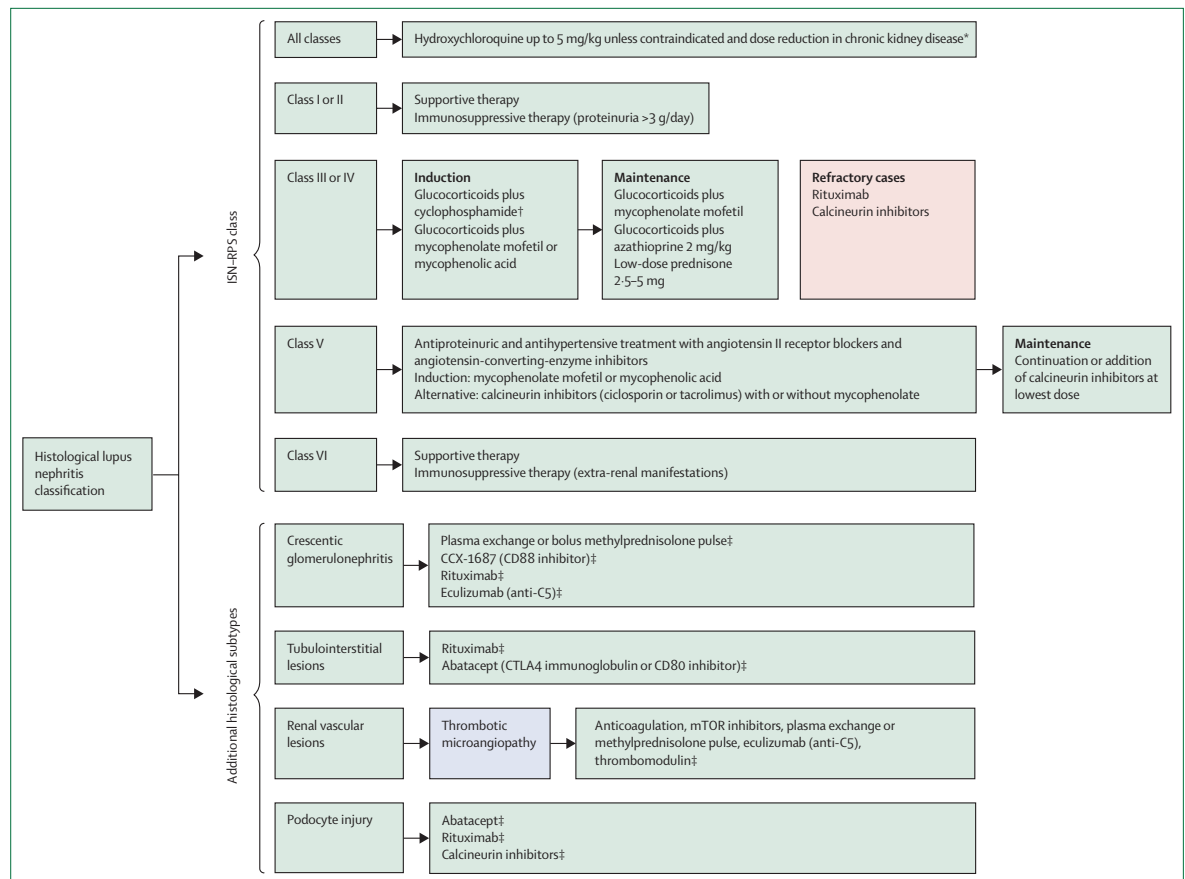 All classes
Hydroxychloroquine up to 5 mg/kg unless contraindicated and dose reduction in chronic kidney disease*
Class I or II
Supportive therapy
Immunosuppressive therapy (proteinuria >3 g/day)
Class III or IV
Induction
Glucocorticoids plus
cyclophosphamide†
Glucocorticoids plus
mycophenolate mofetil or
mycophenolic acid
Maintenance
Glucocorticoids plus
mycophenolate mofetil
Glucocorticoids plus
azathioprine 2 mg/kg
Low-dose prednisone
2·5–5 mg
Refractory cases
Rituximab
Calcineurin inhibitors
ISN–RPS class
Class V
Antiproteinuric and antihypertensive treatment with angiotensin II receptor blockers and
angiotensin-converting-enzyme inhibitors
Induction: mycophenolate mofetil or mycophenolic acid
Alternative: calcineurin inhibitors (ciclosporin or tacrolimus) with or without mycophenolate
Maintenance
Continuation or addition
of calcineurin inhibitors at
lowest dose
Class VI
Supportive therapy
Immunosuppressive therapy (extra-renal manifestations)
Histological lupus
nephritis
classification
Crescentic
glomerulonephritis
Plasma exchange or bolus methylprednisolone pulse‡
CCX-1687 (CD88 inhibitor)‡
Rituximab‡
Eculizumab (anti-C5)‡
Additional histological subtypes
Tubulointerstitial
lesions
Rituximab‡
Abatacept (CTLA4 immunoglobulin or CD80 inhibitor)‡
Renal vascular
lesions
Thrombotic
microangiopathy
Anticoagulation, mTOR inhibitors, plasma exchange or
methylprednisolone pulse, eculizumab (anti-C5),
thrombomodulin‡
Podocyte injury
Abatacept‡
Rituximab‡
Calcineurin inhibitors‡